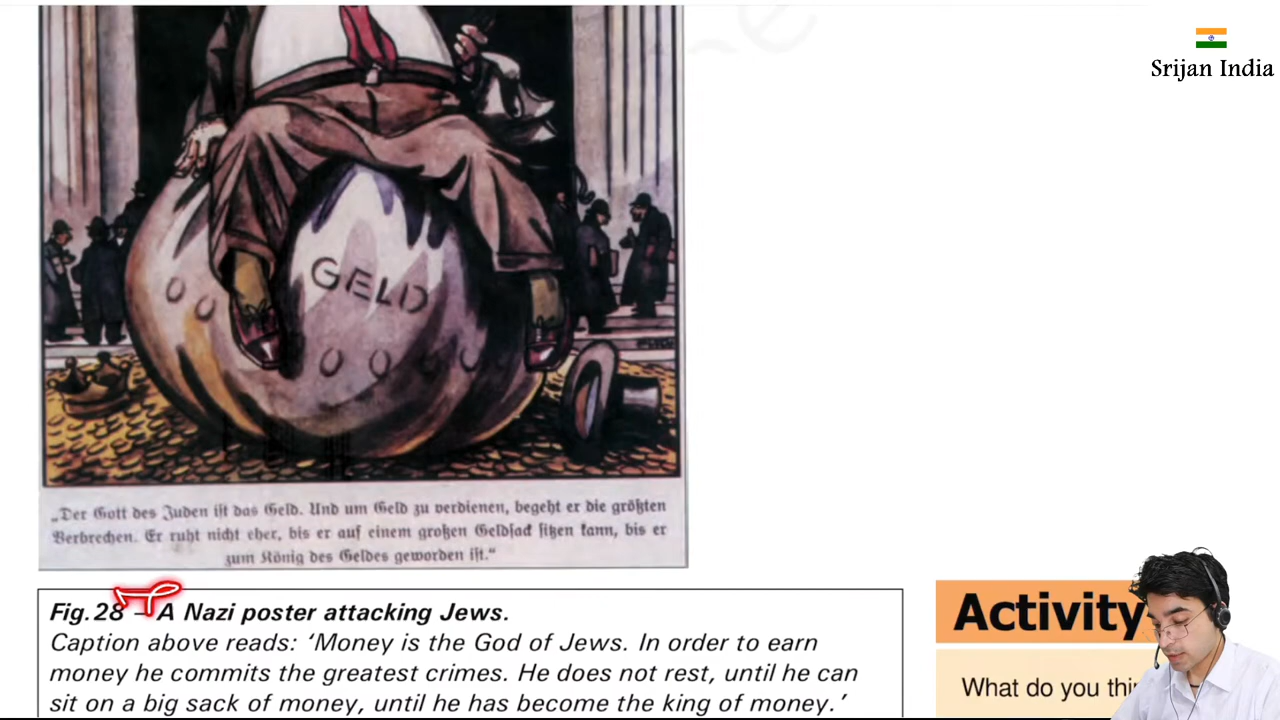 Srijan India
GELD
„Der Gott des Juden ist das Geld. Und um Geld zu verdienen, begeht er die größten
Verbrechen. Er ruht nicht eher, bis er auf einem großen Geldsack sitzen kann, bis er
zum König des Geldes geworden ist.“
Fig.28 – A Nazi poster attacking Jews.
Caption above reads: ‘Money is the God of Jews. In order to earn
money he commits the greatest crimes. He does not rest, until he can
sit on a big sack of money, until he has become the king of money.’
Activity
What do you